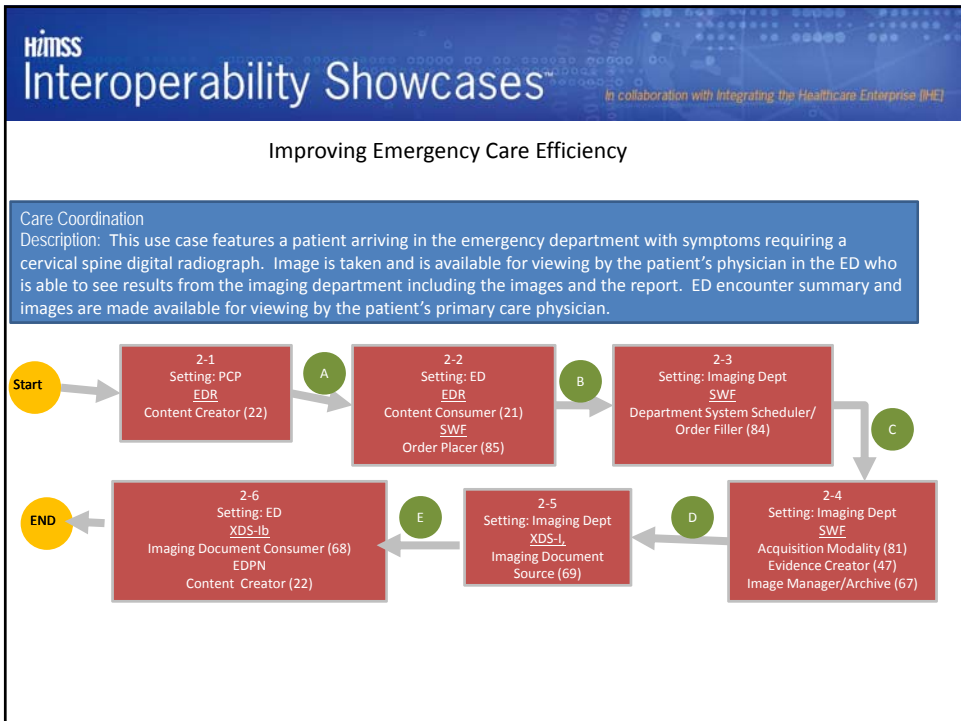 HIMSS
Interoperability Showcases™
In collaboration with Integrating the Healthcare Enterprise [IHE]
Improving Emergency Care Efficiency
Care Coordination
Description: This use case features a patient arriving in the emergency department with symptoms requiring a
cervical spine digital radiograph. Image is taken and is available for viewing by the patient's physician in the ED who
is able to see results from the imaging department including the images and the report. ED encounter summary and
images are made available for viewing by the patient's primary care physician.
Start
2-1
Setting: PCP
EDR
Content Creator (22)
A
2-2
Setting: ED
EDR
Content Consumer (21)
SWF
Order Placer (85)
B
2-3
Setting: Imaging Dept
SWF
Department System Scheduler/
Order Filler (84)
C
2-4
Setting: Imaging Dept
SWF
Acquisition Modality (81)
Evidence Creator (47)
Image Manager/Archive (67)
D
2-5
Setting: Imaging Dept
XDS-I,
Imaging Document
Source (69)
E
2-6
Setting: ED
XDS-Ib
Imaging Document Consumer (68)
EDPN
Content Creator (22)
END